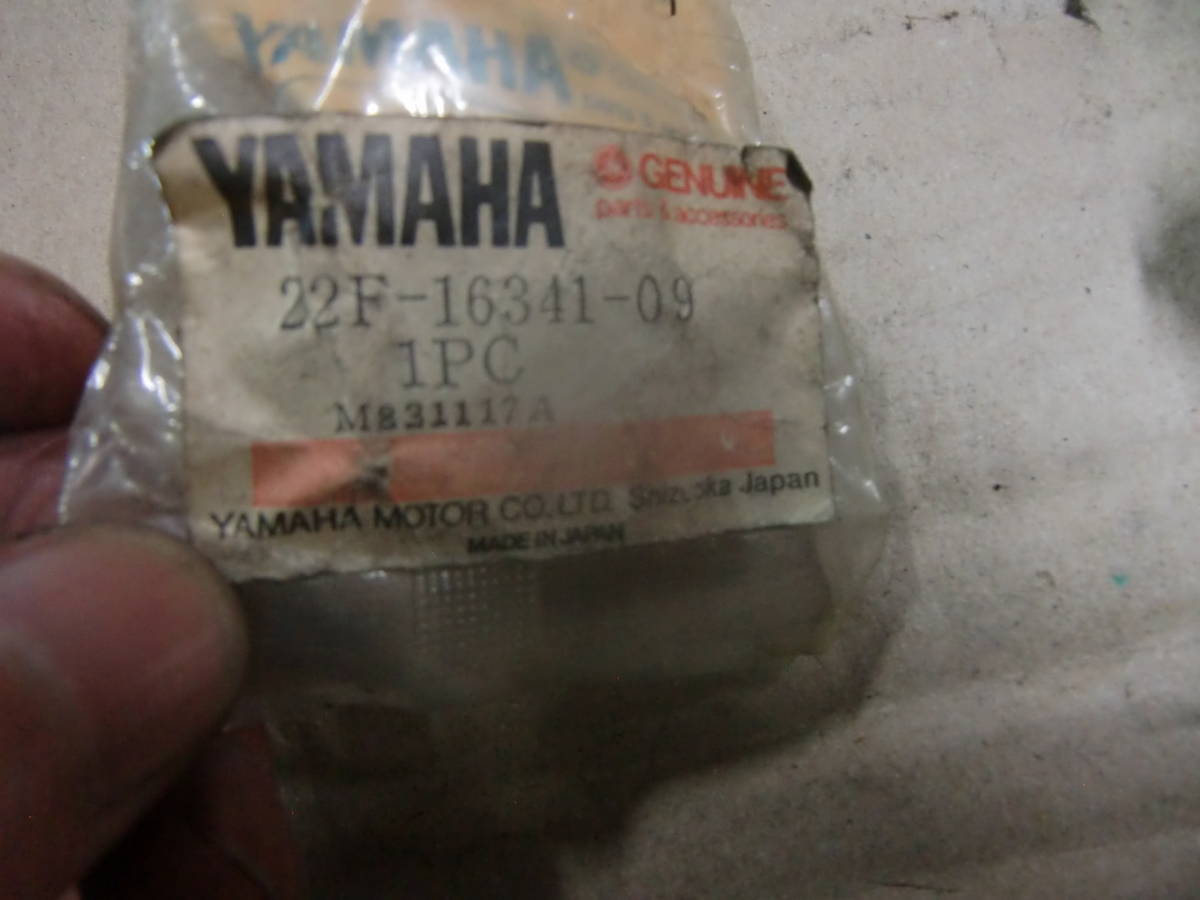 YAMAHA
YAMAHA
GENUINE
parts & accessories
22F-16341-09
1PC
M831117A
YAMAHA MOTOR CO.LTD. Shizuoka Japan
MADE IN JAPAN